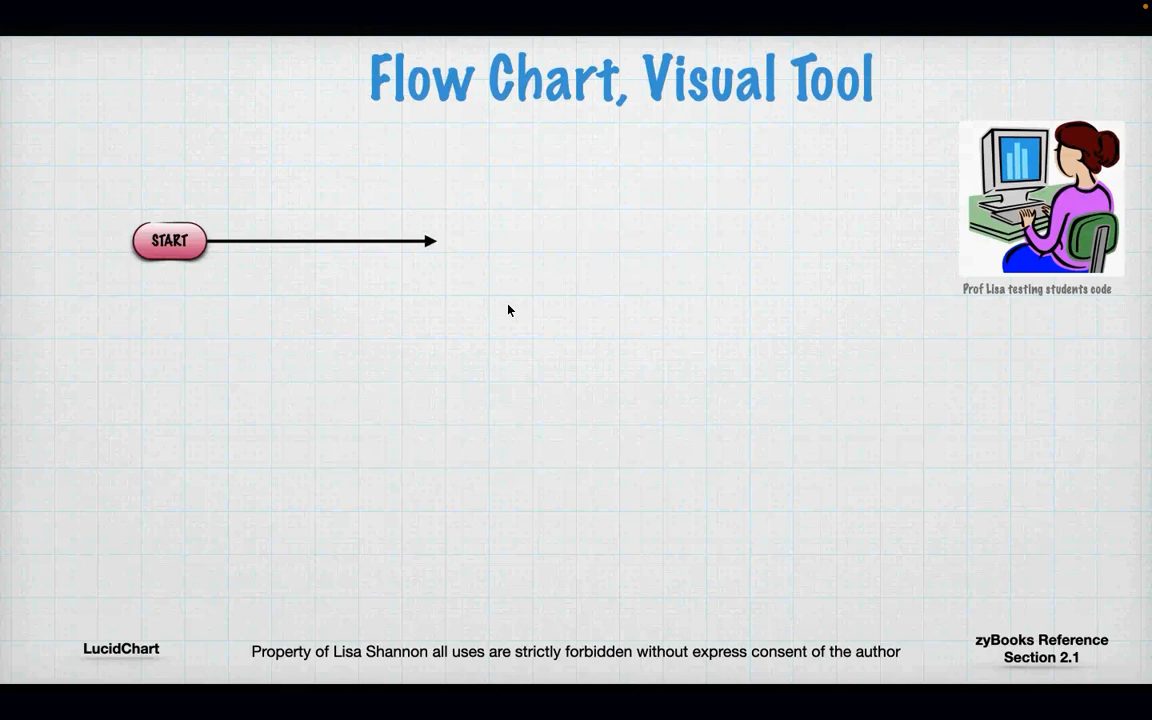 Flow Chart, Visual Tool
START
Prof Lisa testing students code
LucidChart
Property of Lisa Shannon all uses are strictly forbidden without express consent of the author
zyBooks Reference
Section 2.1